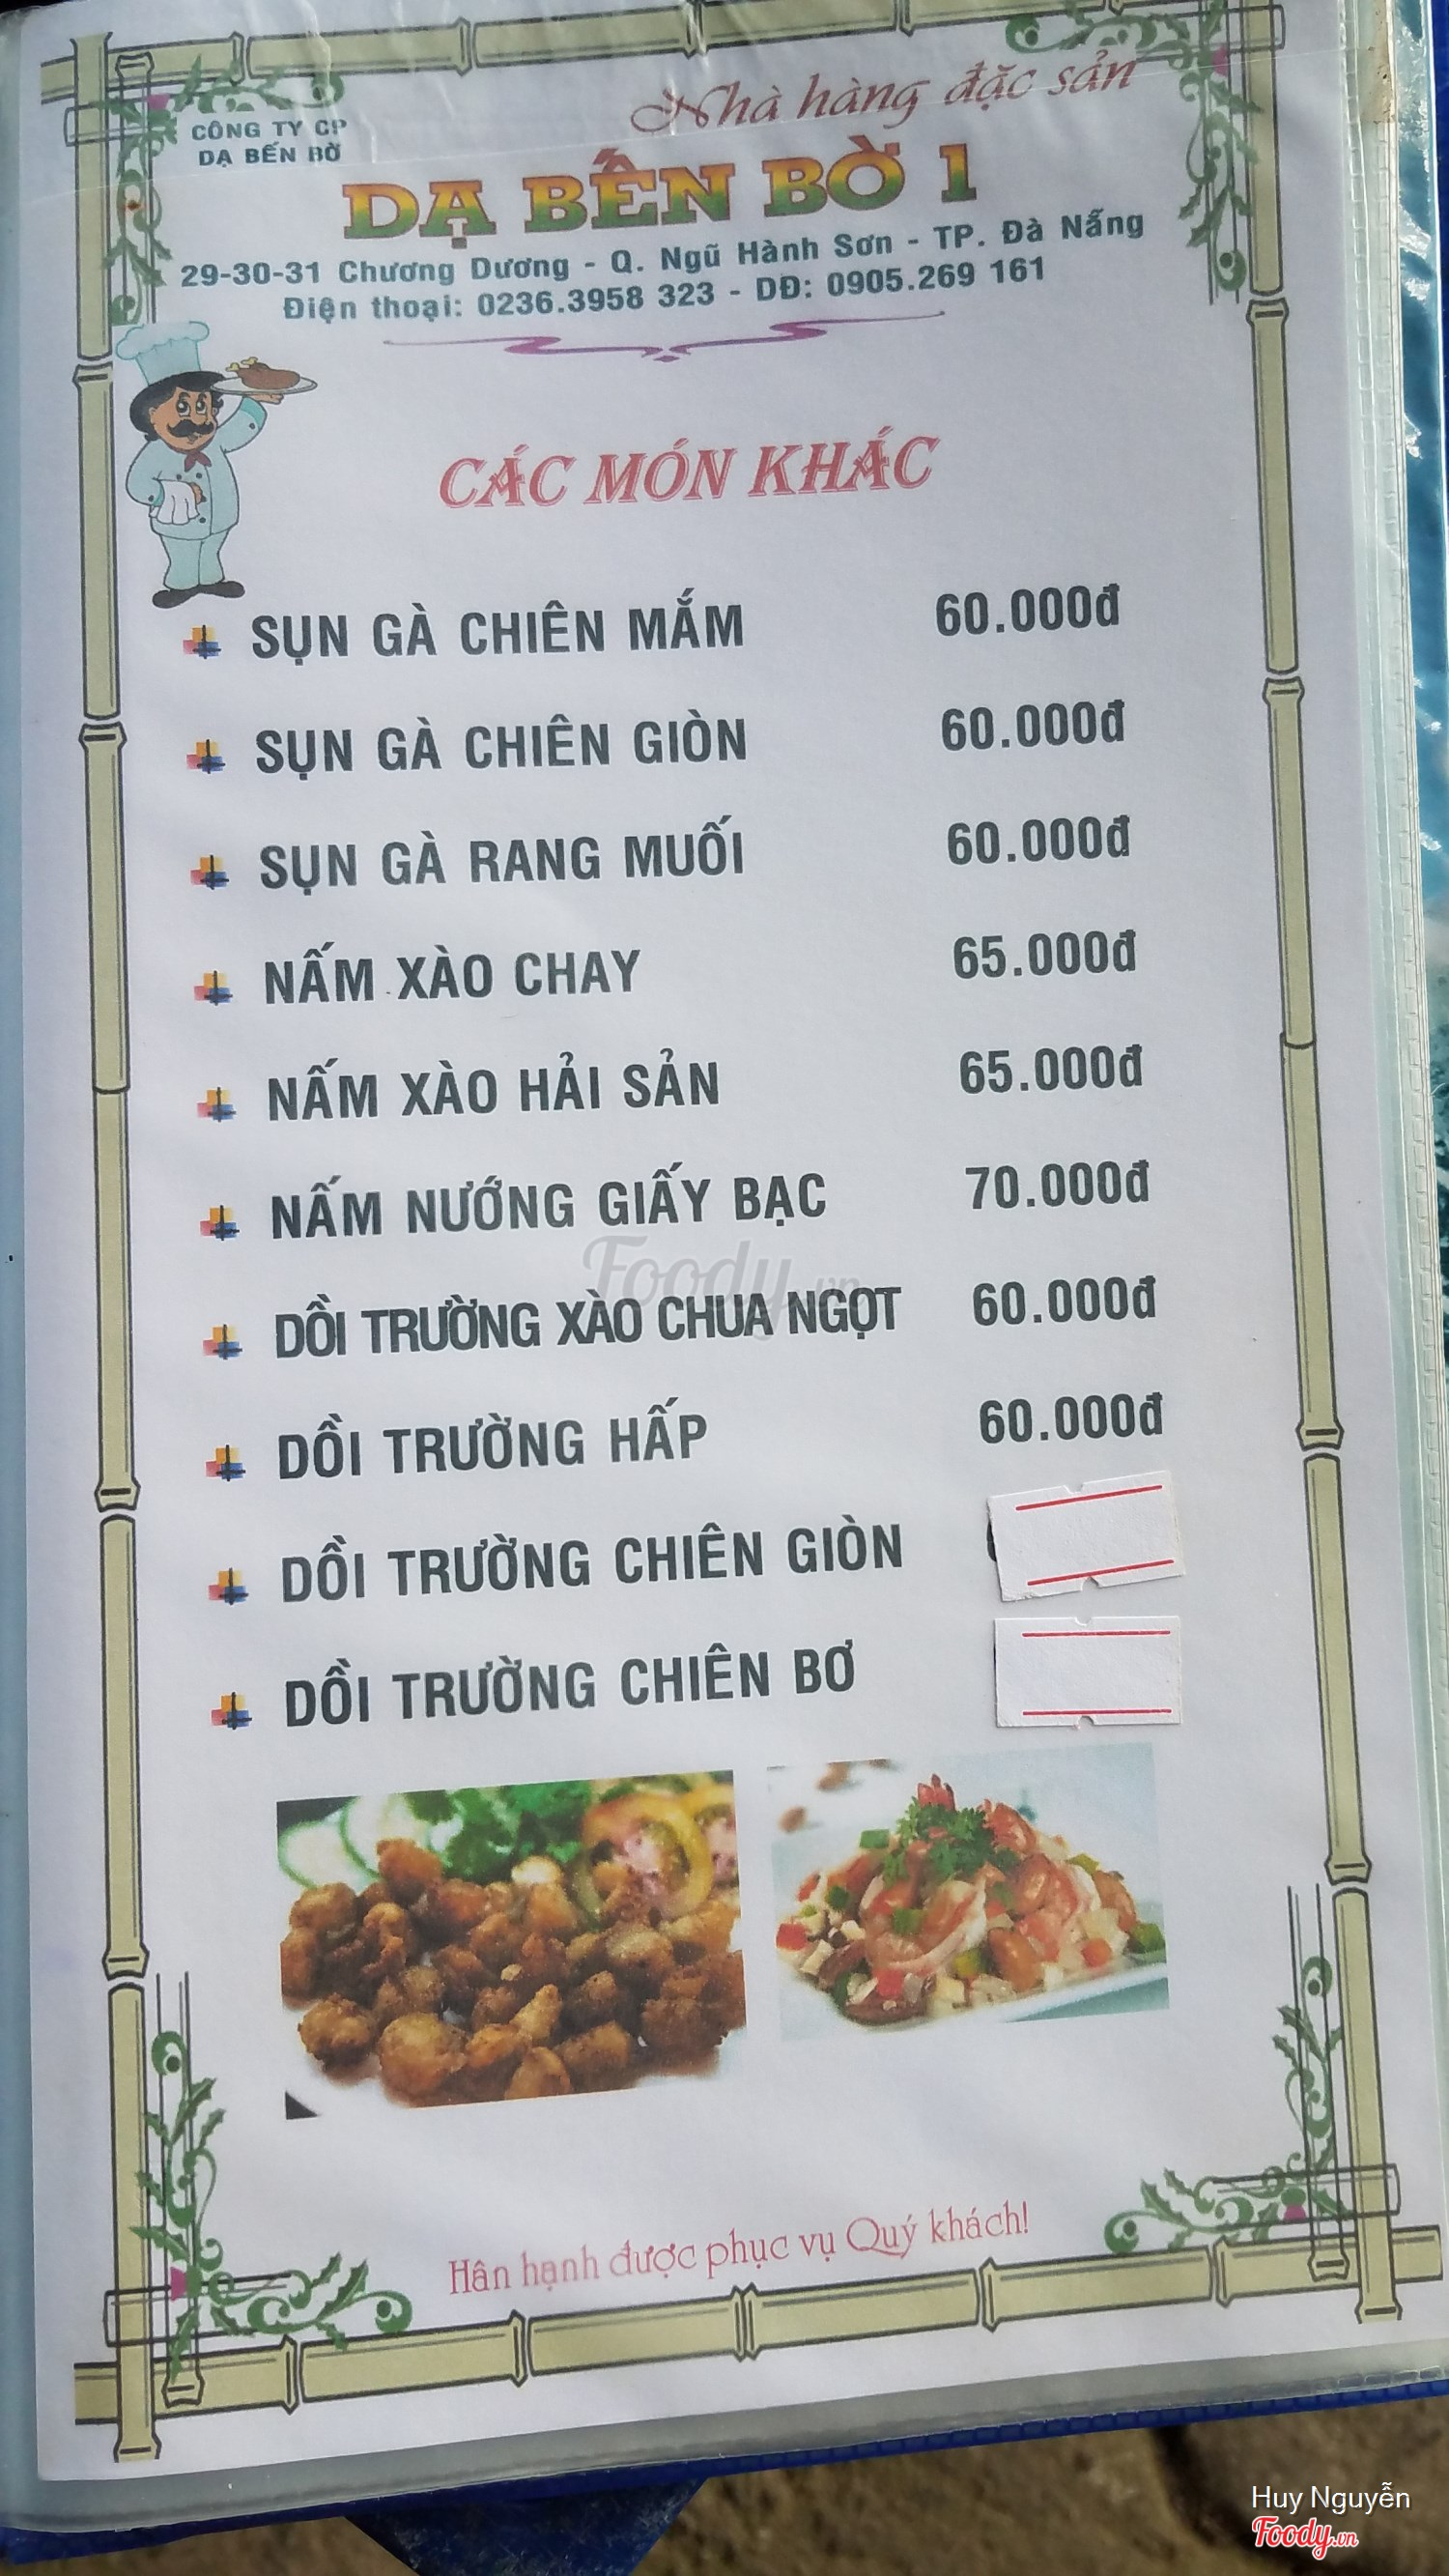 CÔNG TY CP
DẠ BẾN BỜ
Nhà hàng đặc sản
DẠ BẾN BỜ 1
29-30-31 Chương Dương - Q. Ngũ Hành Sơn - TP. Đà Nẵng
Điện thoại: 0236.3958 323 - DĐ: 0905.269 161
CÁC MÓN KHÁC
SỤN GÀ CHIÊN MẮM 60.000đ
SỤN GÀ CHIÊN GIÒN 60.000đ
SỤN GÀ RANG MUỐI 60.000đ
NẤM XÀO CHAY 65.000đ
NẤM XÀO HẢI SẢN 65.000đ
NẤM NƯỚNG GIẤY BẠC 70.000đ
Foody.vn
DỒI TRƯỜNG XÀO CHUA NGỌT 60.000đ
DỒI TRƯỜNG HẤP 60.000đ
DỒI TRƯỜNG CHIÊN GIÒN
DỒI TRƯỜNG CHIÊN BƠ
Hân hạnh được phục vụ Quý khách!
Huy Nguyễn
Foody.vn